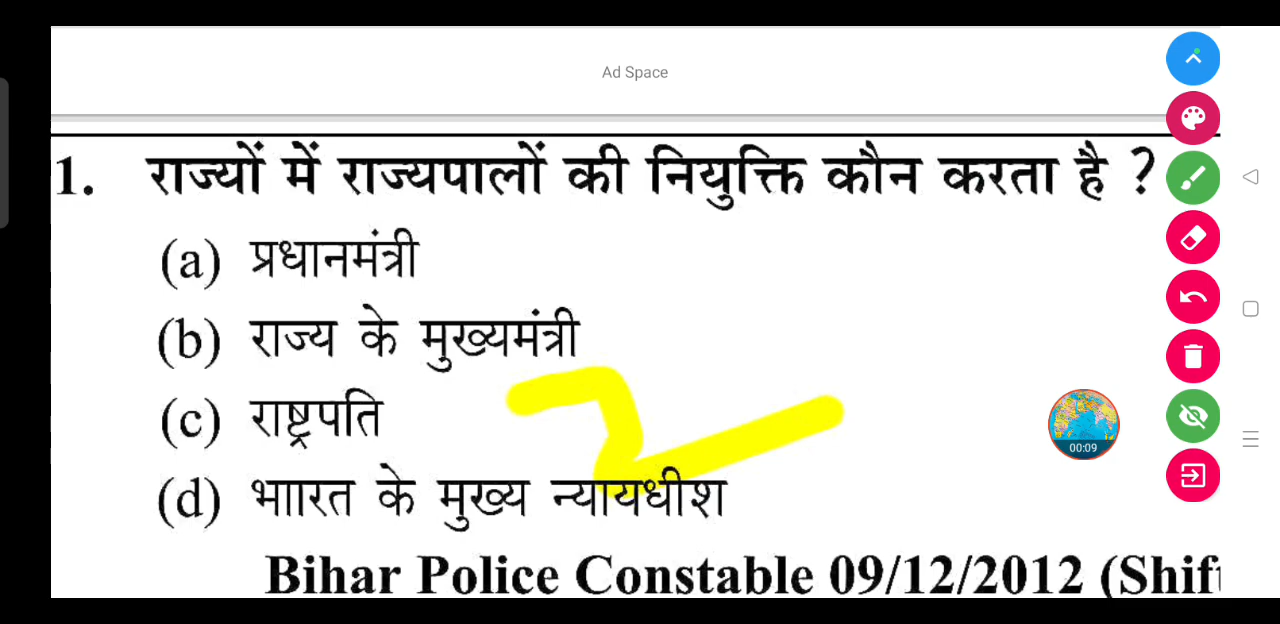 Ad Space
1. राज्यों में राज्यपालों की नियुक्ति कौन करता है ?
(a) प्रधानमंत्री
(b) राज्य के मुख्यमंत्री
(c) राष्ट्रपति
(d) भाारत के मुख्य न्यायधीश
00:09
Bihar Police Constable 09/12/2012 (Shif